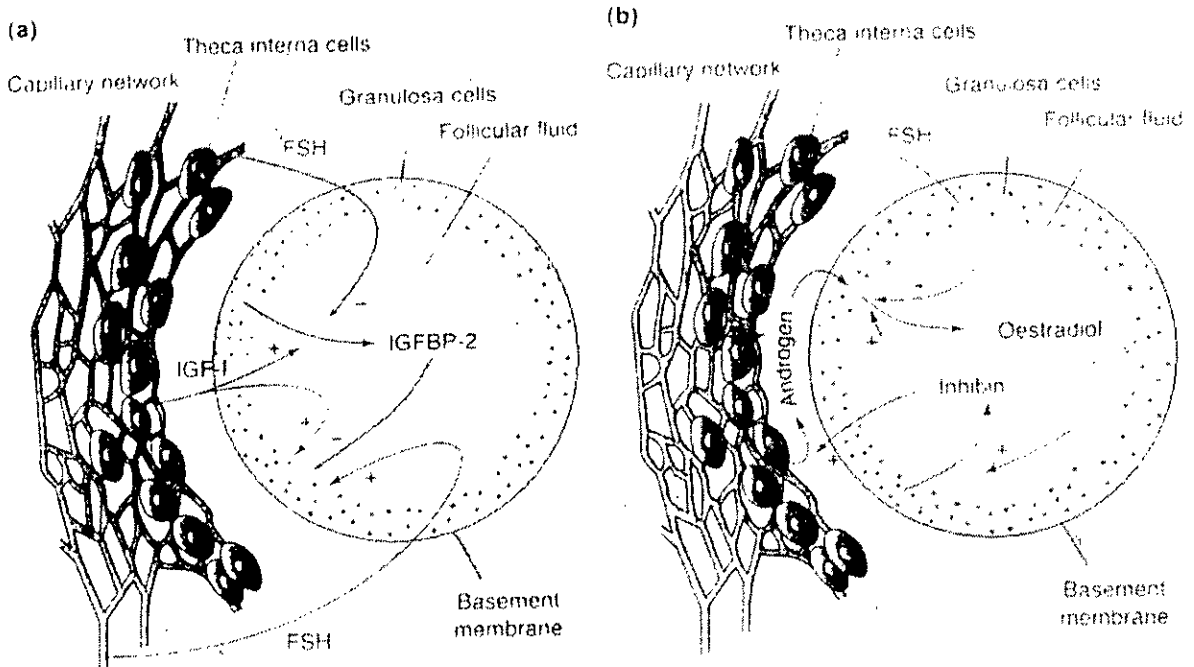 (a)
Theca interna cells
Capillary network
Granulosa cells
Follicular fluid
FSH
IGFBP-2
IGF-I
Basement
membrane
FSH
(b)
Theca interna cells
Capillary network
Granulosa cells
Follicular fluid
FSH
Androgen
Oestradiol
Inhibin
Basement
membrane